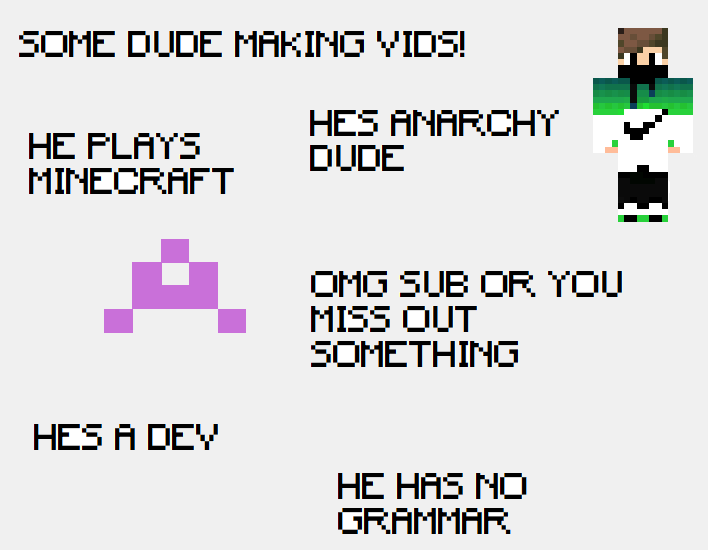 SOME DUDE MAKING VIDS!
HES ANARCHY
DUDE
HE PLAYS
MINECRAFT
OMG SUB OR YOU
MISS OUT
SOMETHING
HES A DEV
HE HAS NO
GRAMMAR